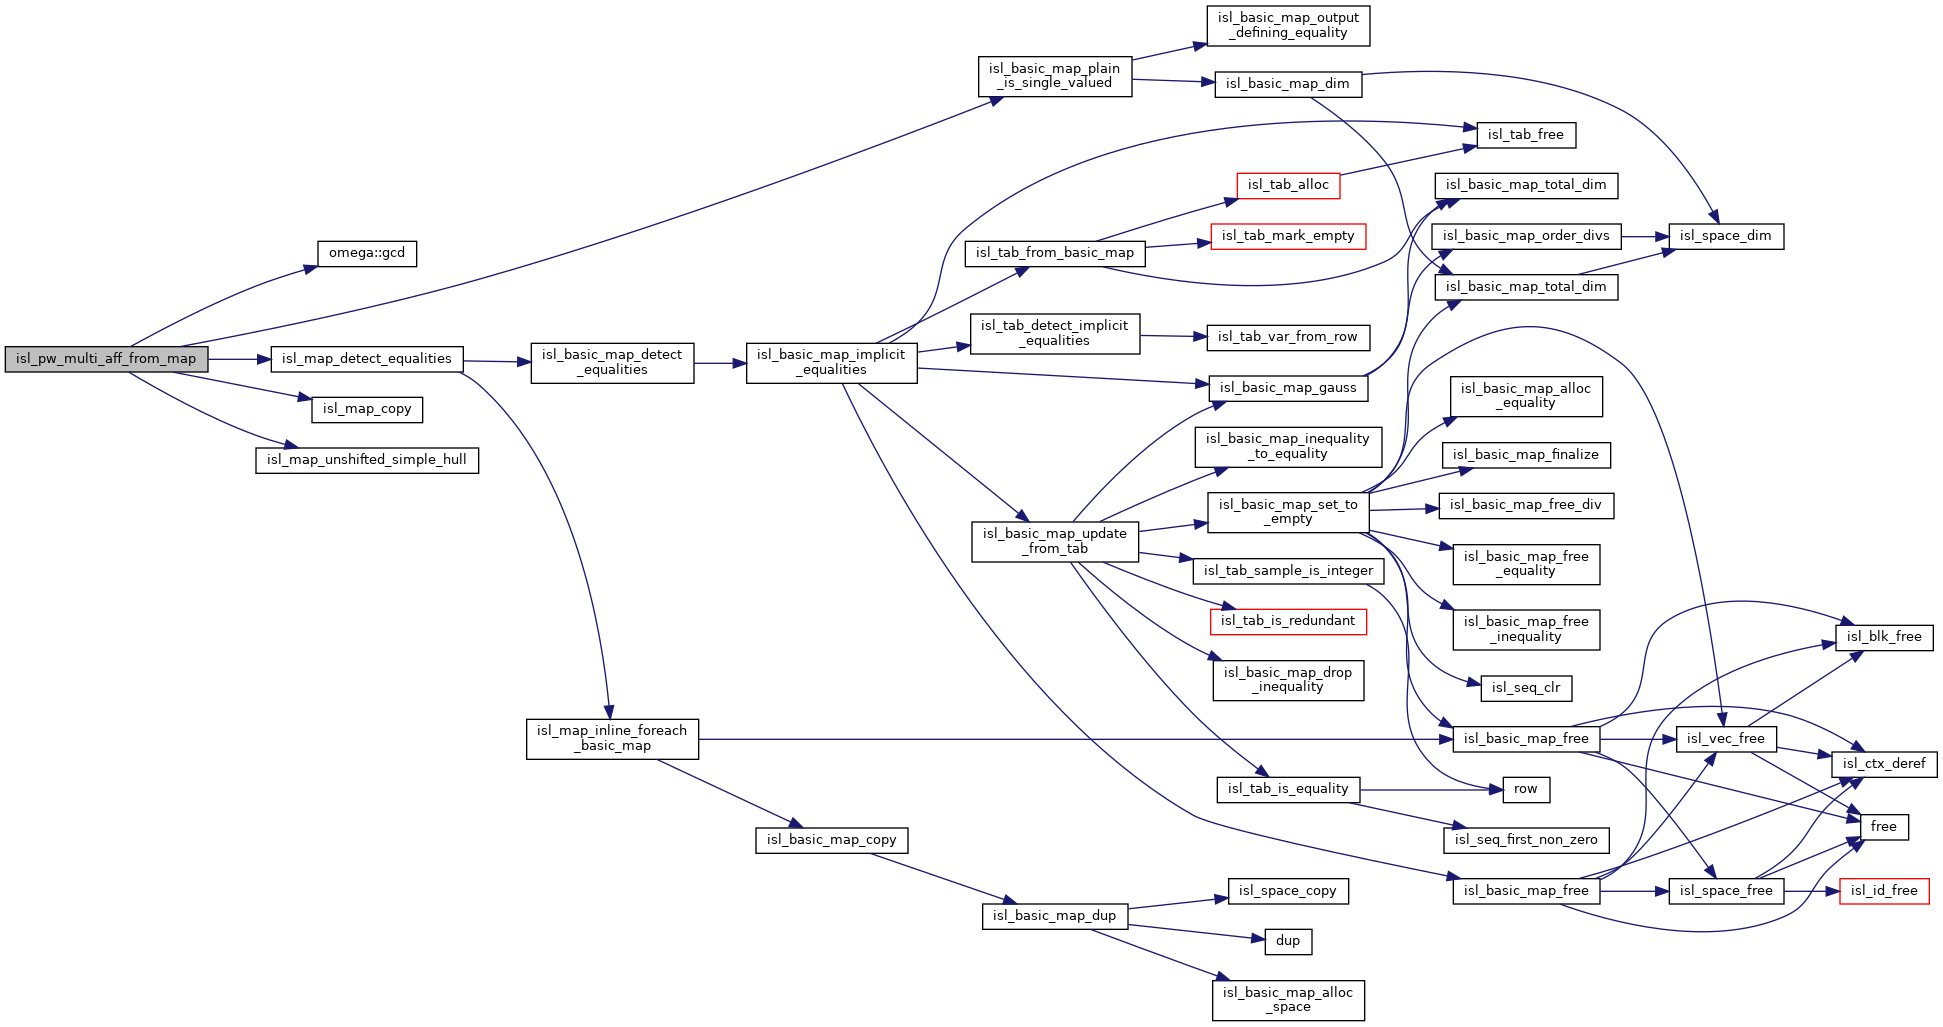 isl_pw_multi_aff_from_map
omega::gcd
isl_map_detect_equalities
isl_map_copy
isl_map_unshifted_simple_hull
isl_basic_map_detect
_equalities
isl_map_inline_foreach
_basic_map
isl_basic_map_implicit
_equalities
isl_basic_map_copy
isl_basic_map_plain
_is_single_valued
isl_tab_from_basic_map
isl_tab_detect_implicit
_equalities
isl_basic_map_update
_from_tab
isl_basic_map_dup
isl_basic_map_output
_defining_equality
isl_basic_map_dim
isl_tab_alloc
isl_tab_mark_empty
isl_tab_var_from_row
isl_basic_map_gauss
isl_basic_map_inequality
_to_equality
isl_basic_map_set_to
_empty
isl_tab_sample_is_integer
isl_tab_is_redundant
isl_basic_map_drop
_inequality
isl_tab_is_equality
isl_space_copy
dup
isl_basic_map_alloc
_space
isl_tab_free
isl_basic_map_total_dim
isl_basic_map_order_divs
isl_basic_map_total_dim
isl_basic_map_alloc
_equality
isl_basic_map_finalize
isl_basic_map_free_div
isl_basic_map_free
_equality
isl_basic_map_free
_inequality
isl_seq_clr
isl_basic_map_free
row
isl_seq_first_non_zero
isl_basic_map_free
isl_space_dim
isl_vec_free
isl_space_free
isl_blk_free
isl_ctx_deref
free
isl_id_free